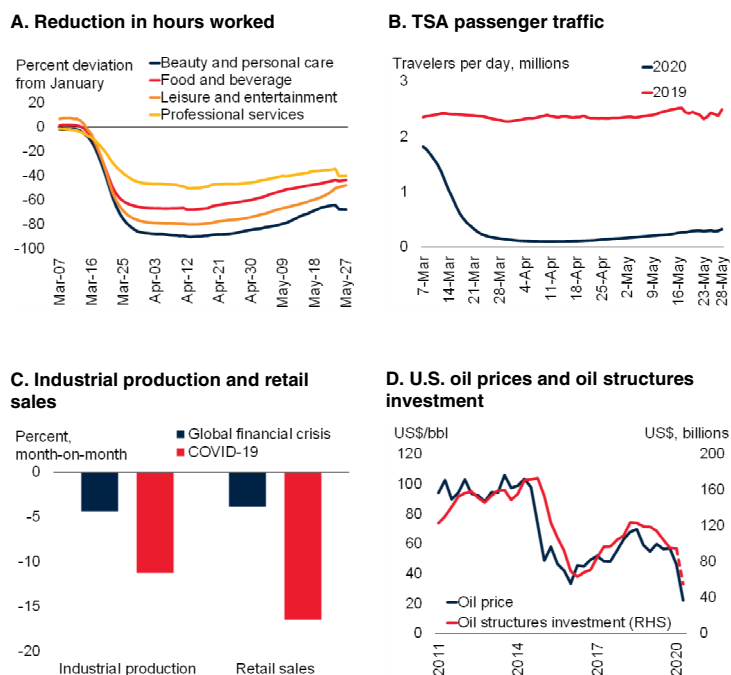 A. Reduction in hours worked
Percent deviation
from January
Beauty and personal care
Food and beverage
Leisure and entertainment
Professional services
20
0
-20
-40
-60
-80
-100
Mar-07
Mar-16
Mar-25
Apr-03
Apr-12
Apr-21
Apr-30
May-09
May-18
May-27
B. TSA passenger traffic
Travelers per day, millions
2020
2019
3
2
1
0
7-Mar
14-Mar
21-Mar
28-Mar
4-Apr
11-Apr
18-Apr
25-Apr
2-May
9-May
16-May
23-May
28-May
C. Industrial production and retail
sales
Percent,
month-on-month
Global financial crisis
COVID-19
0
-5
-10
-15
-20
Industrial production
Retail sales
D. U.S. oil prices and oil structures
investment
US$/bbl
US$, billions
120
100
80
60
40
20
0
200
160
120
80
40
0
Oil price
Oil structures investment (RHS)
2011
2014
2017
2020